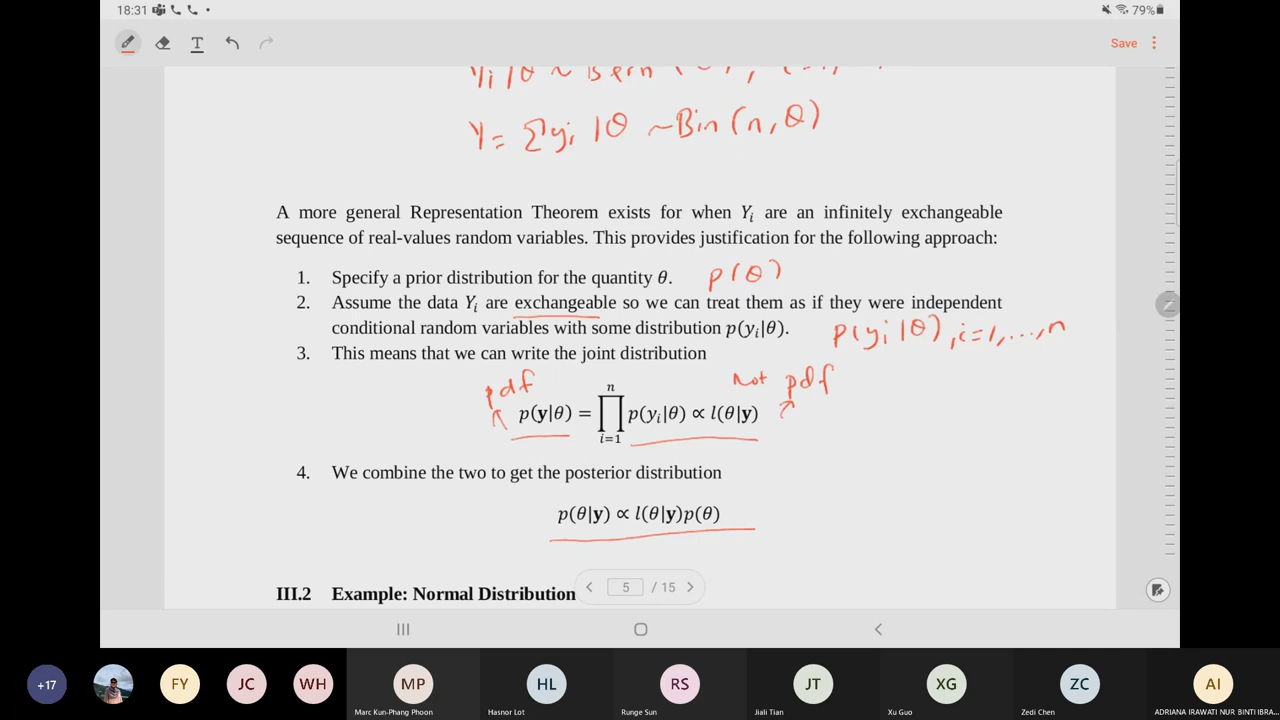 18:31 79%
Save
Y = Σyi |θ ~Bin(n, θ)
A more general Representation Theorem exists for when Yᵢ are an infinitely exchangeable
sequence of real-values random variables. This provides justification for the following approach:
1. Specify a prior distribution for the quantity θ. p(θ)
2. Assume the data Yᵢ are exchangeable so we can treat them as if they were independent
conditional random variables with some distribution p(yᵢ|θ). p(yi|θ), i=1,...,n
3. This means that we can write the joint distribution
pdf Not pdf
p(y|θ) = ∏ᵢ₌₁ⁿ p(yᵢ|θ) ∝ l(θ|y)
4. We combine the two to get the posterior distribution
p(θ|y) ∝ l(θ|y)p(θ)
III.2 Example: Normal Distribution
5 / 15
+17 FY JC WH MP HL RS JT XG ZC AI
Marc Kun-Phang Phoon Hasnor Lot Runge Sun Jiali Tian Xu Guo Zedi Chen ADRIANA IRAWATI NUR BINTI IBRA...